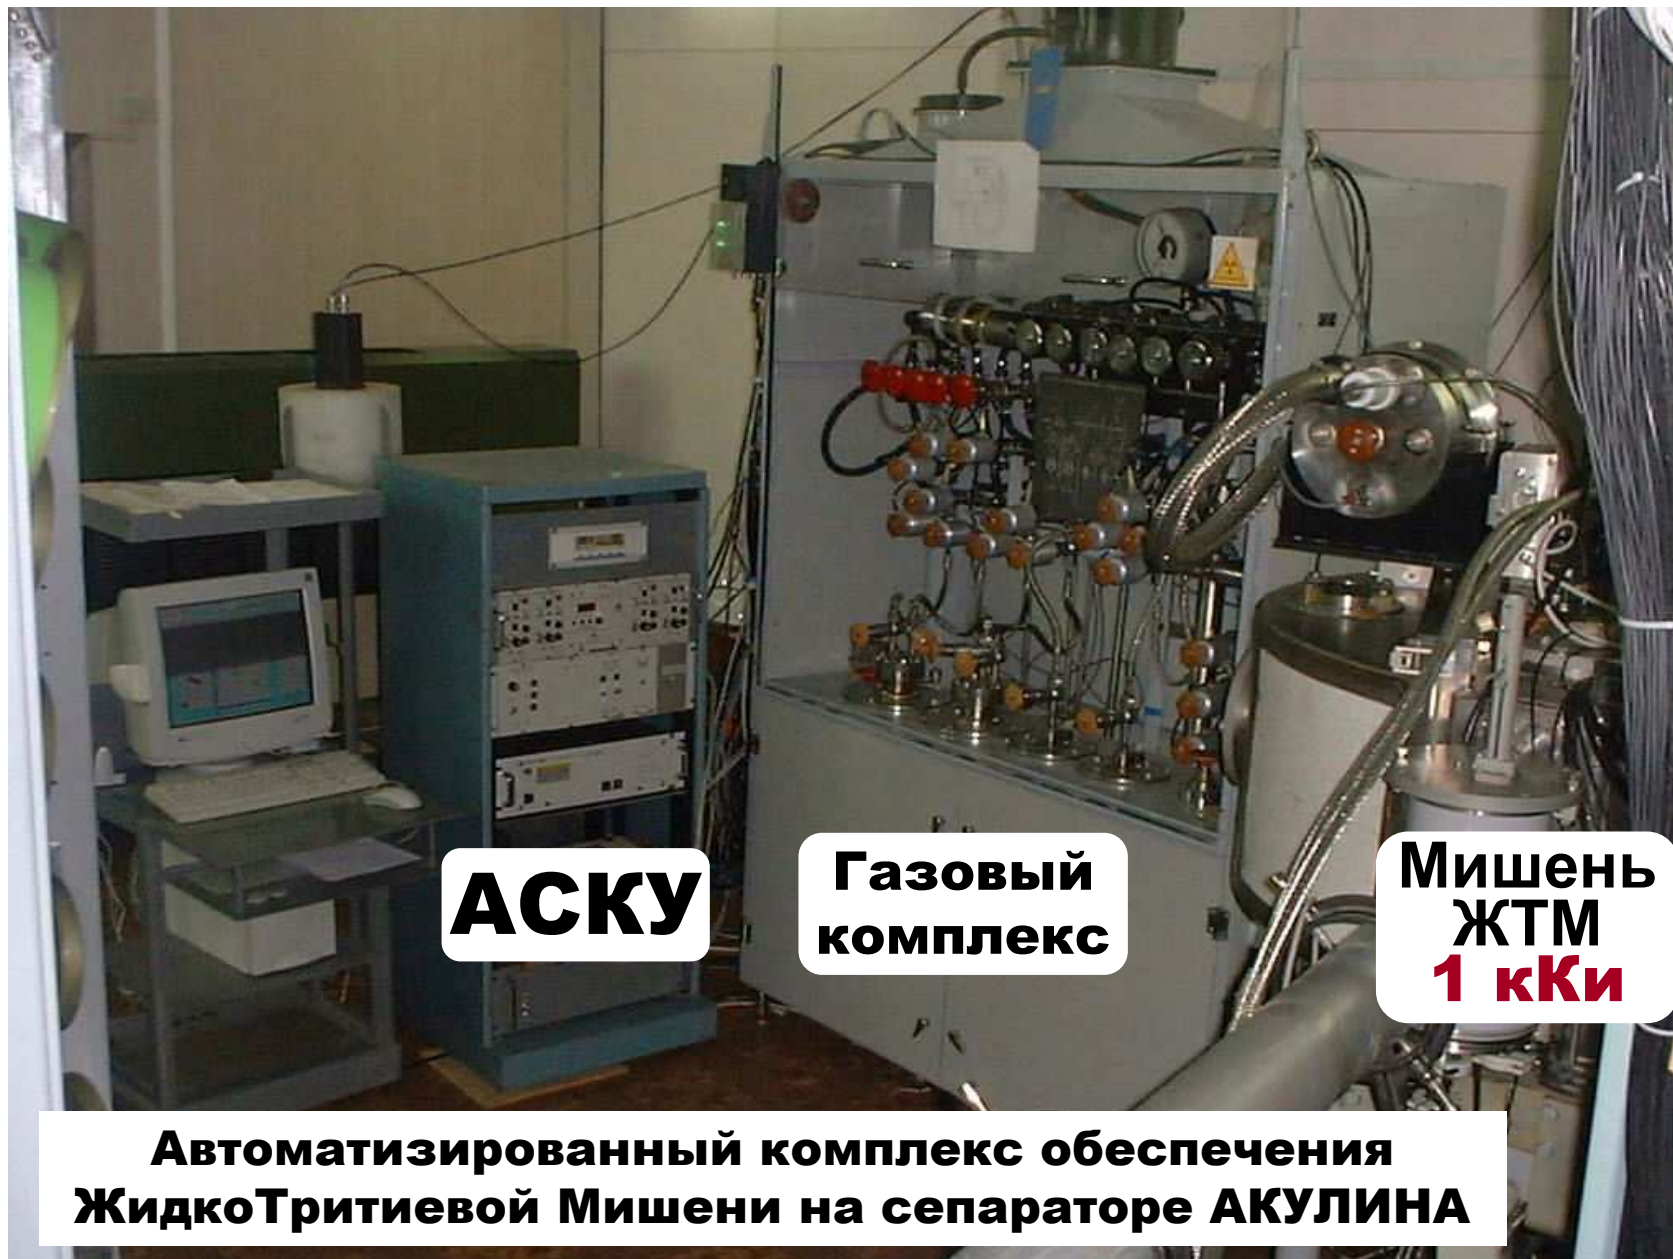 АСКУ
Газовый
комплекс
Мишень
ЖТМ
1 кКи
Автоматизированный комплекс обеспечения
ЖидкоТритиевой Мишени на сепараторе АКУЛИНА